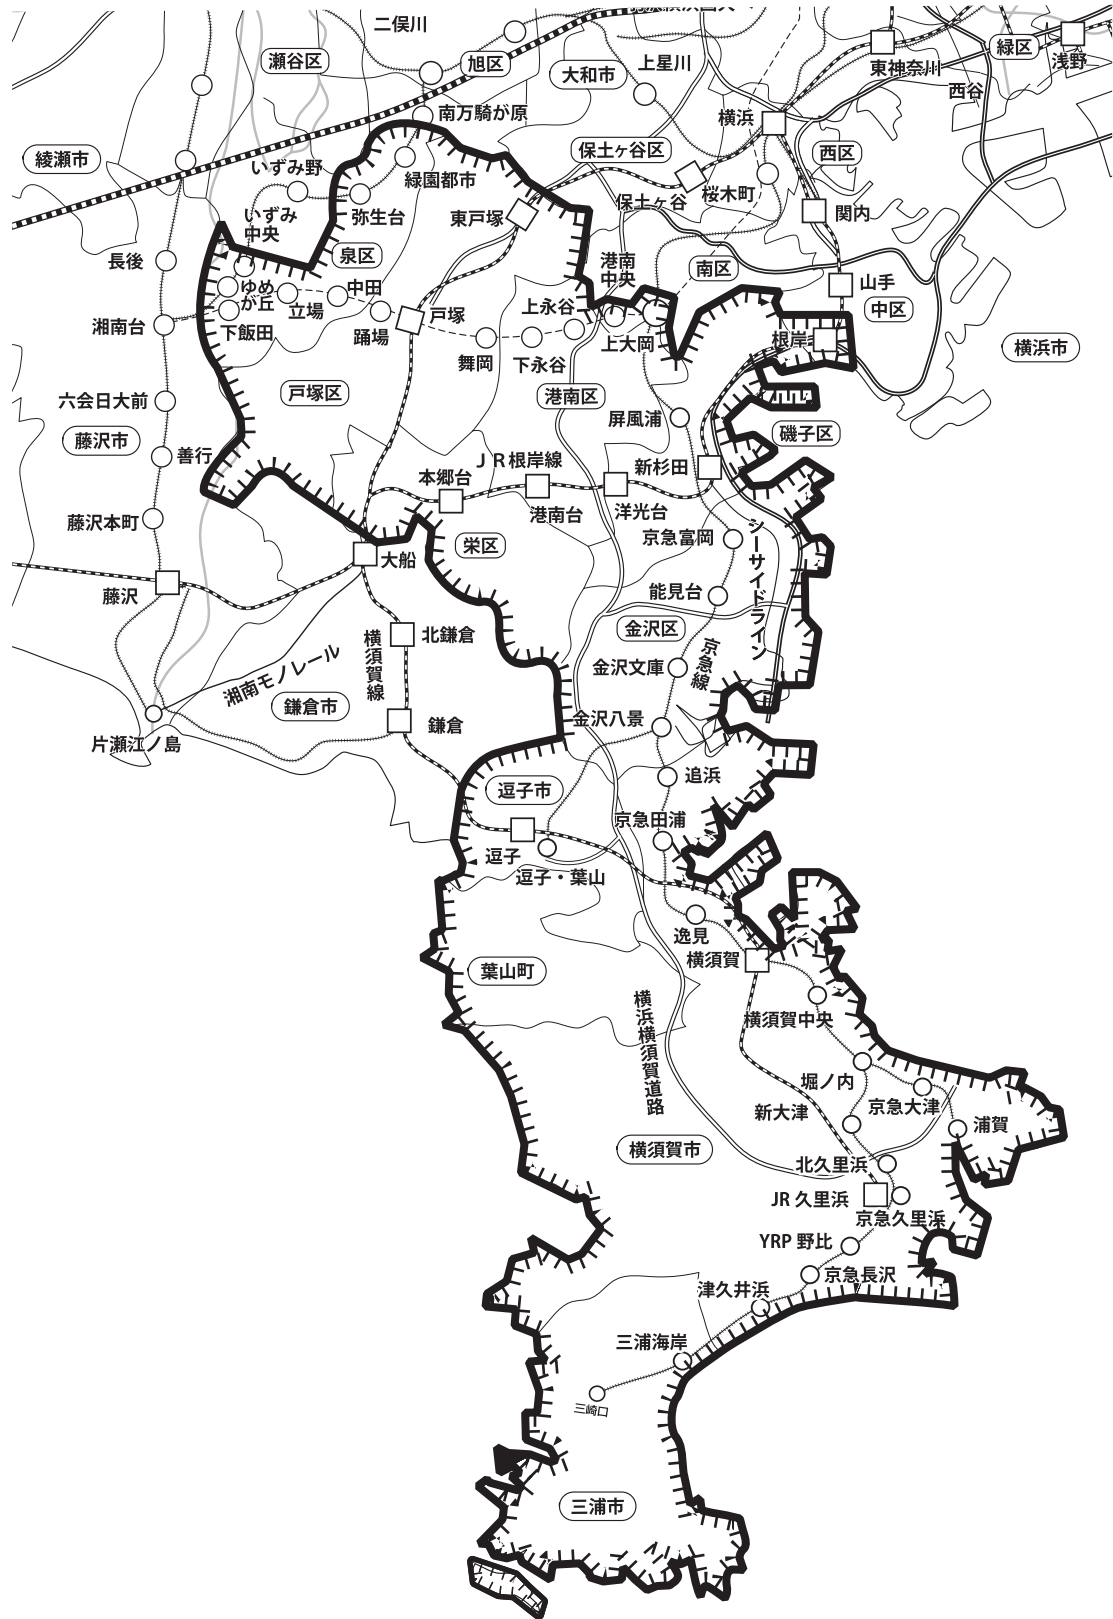 二俣川
瀬谷区
旭区
大和市
上星川
東神奈川
緑区
浅野
西谷
南万騎が原
横浜
綾瀬市
いずみ野
緑園都市
保土ヶ谷区
西区
保土ヶ谷
桜木町
関内
弥生台
東戸塚
いずみ
中央
泉区
長後
港南
中央
南区
山手
中区
ゆめ
が丘
立場
中田
上永谷
戸塚
湘南台
下飯田
踊場
舞岡
下永谷
上大岡
根岸
横浜市
六会日大前
戸塚区
港南区
屏風浦
磯子区
藤沢市
善行
ＪＲ根岸線
新杉田
本郷台
港南台
洋光台
藤沢本町
京急富岡
シーサイドライン
栄区
大船
藤沢
能見台
金沢区
北鎌倉
横須賀線
金沢文庫
京急線
湘南モノレール
鎌倉市
鎌倉
金沢八景
片瀬江ノ島
追浜
逗子市
京急田浦
逗子
逗子・葉山
逸見
横須賀
葉山町
横浜横須賀道路
横須賀中央
堀ノ内
京急大津
新大津
浦賀
横須賀市
北久里浜
JR 久里浜
京急久里浜
YRP 野比
京急長沢
津久井浜
三浦海岸
三崎口
三浦市